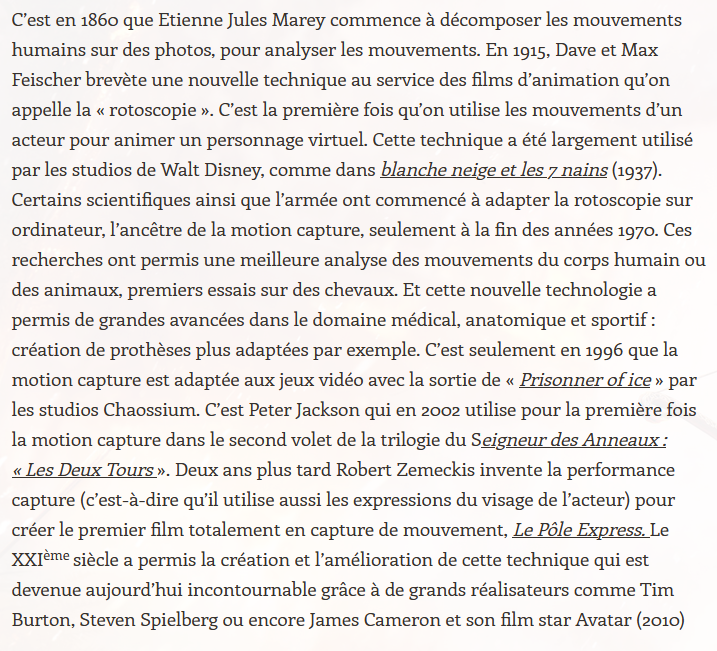 C'est en 1860 que Etienne Jules Marey commence à décomposer les mouvements
humains sur des photos, pour analyser les mouvements. En 1915, Dave et Max
Feischer brevète une nouvelle technique au service des films d'animation qu'on
appelle la « rotoscopie ». C'est la première fois qu'on utilise les mouvements d'un
acteur pour animer un personnage virtuel. Cette technique a été largement utilisé
par les studios de Walt Disney, comme dans blanche neige et les 7 nains (1937).
Certains scientifiques ainsi que l'armée ont commencé à adapter la rotoscopie sur
ordinateur, l'ancêtre de la motion capture, seulement à la fin des années 1970. Ces
recherches ont permis une meilleure analyse des mouvements du corps humain ou
des animaux, premiers essais sur des chevaux. Et cette nouvelle technologie a
permis de grandes avancées dans le domaine médical, anatomique et sportif :
création de prothèses plus adaptées par exemple. C'est seulement en 1996 que la
motion capture est adaptée aux jeux vidéo avec la sortie de « Prisonner of ice » par
les studios Chaossium. C'est Peter Jackson qui en 2002 utilise pour la première fois
la motion capture dans le second volet de la trilogie du Seigneur des Anneaux :
« Les Deux Tours ». Deux ans plus tard Robert Zemeckis invente la performance
capture (c'est-à-dire qu'il utilise aussi les expressions du visage de l'acteur) pour
créer le premier film totalement en capture de mouvement, Le Pôle Express. Le
XXIème siècle a permis la création et l'amélioration de cette technique qui est
devenue aujourd'hui incontournable grâce à de grands réalisateurs comme Tim
Burton, Steven Spielberg ou encore James Cameron et son film star Avatar (2010)